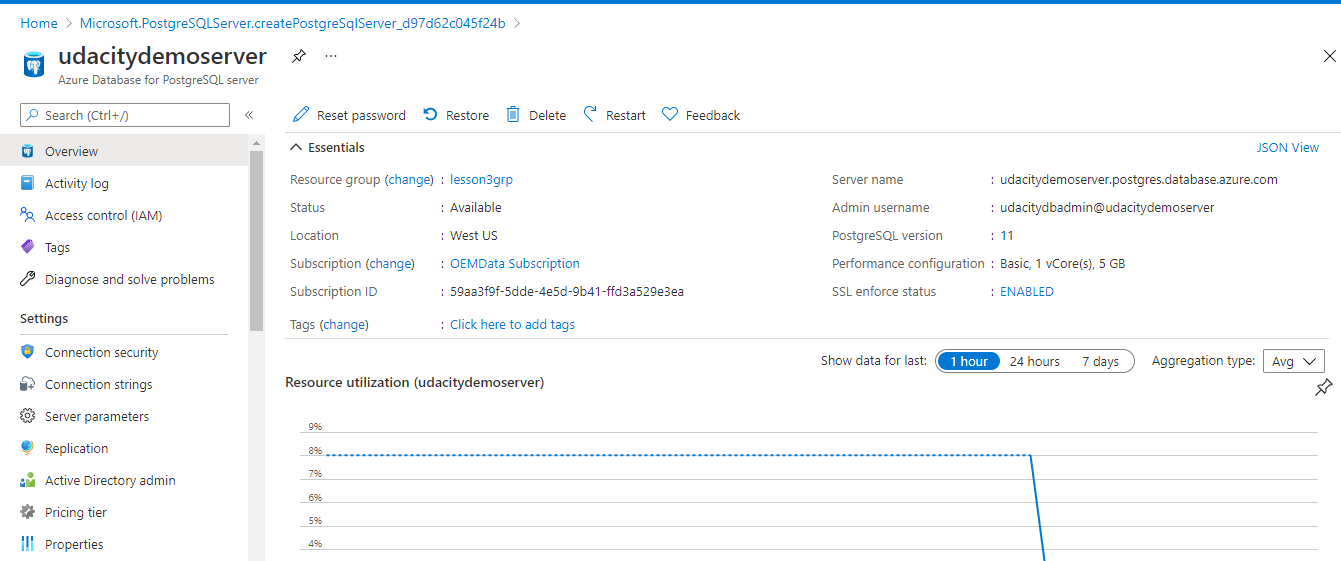 Home > Microsoft.PostgreSQLServer.createPostgreSqlServer_d97d62c045f24b >
udacitydemoserver
Azure Database for PostgreSQL server
Search (Ctrl+/)
Overview
Activity log
Access control (IAM)
Tags
Diagnose and solve problems
Settings
Connection security
Connection strings
Server parameters
Replication
Active Directory admin
Pricing tier
Properties
Reset password Restore Delete Restart Feedback
Essentials JSON View
Resource group (change) : lesson3grp
Status : Available
Location : West US
Subscription (change) : OEMData Subscription
Subscription ID : 59aa3f9f-5dde-4e5d-9b41-ffd3a529e3ea
Tags (change) : Click here to add tags
Server name : udacitydemoserver.postgres.database.azure.com
Admin username : udacitydbadmin@udacitydemoserver
PostgreSQL version : 11
Performance configuration : Basic, 1 vCore(s), 5 GB
SSL enforce status : ENABLED
Show data for last: 1 hour 24 hours 7 days Aggregation type: Avg
Resource utilization (udacitydemoserver)
9%
8%
7%
6%
5%
4%